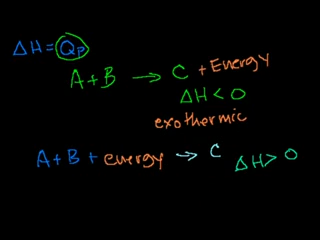 ΔH = Qp
A + B → C + Energy
ΔH < 0
exothermic
A + B + energy → C ΔH > 0